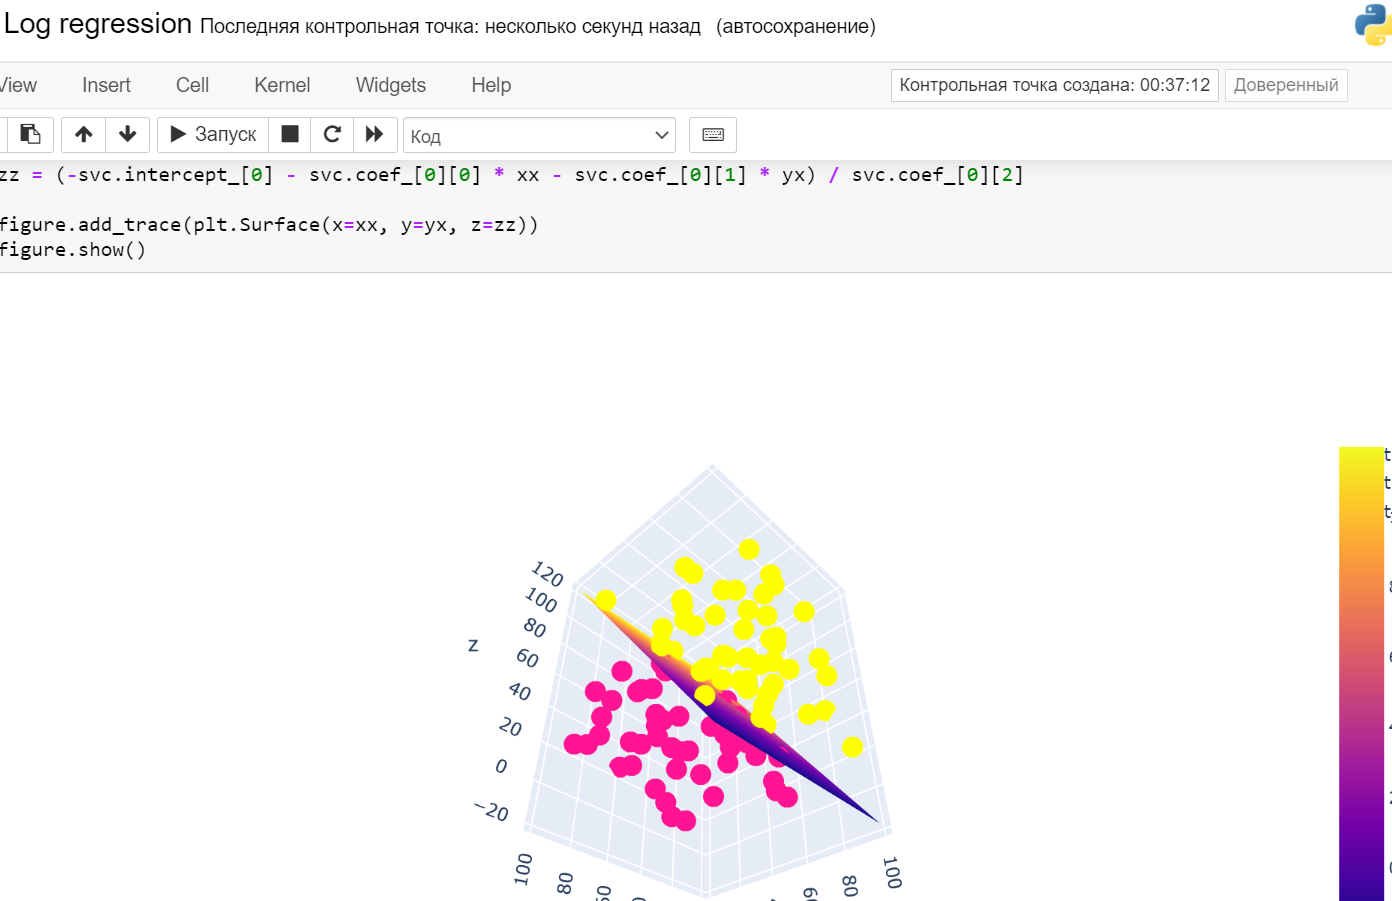 Log regression Последняя контрольная точка: несколько секунд назад (автосохранение)
View Insert Cell Kernel Widgets Help Контрольная точка создана: 00:37:12 Доверенный
Запуск Код
zz = (-svc.intercept_[0] - svc.coef_[0][0] * xx - svc.coef_[0][1] * yx) / svc.coef_[0][2]
figure.add_trace(plt.Surface(x=xx, y=yx, z=zz))
figure.show()
120
100
80
z
60
40
20
0
−20
100
80
60
80
100